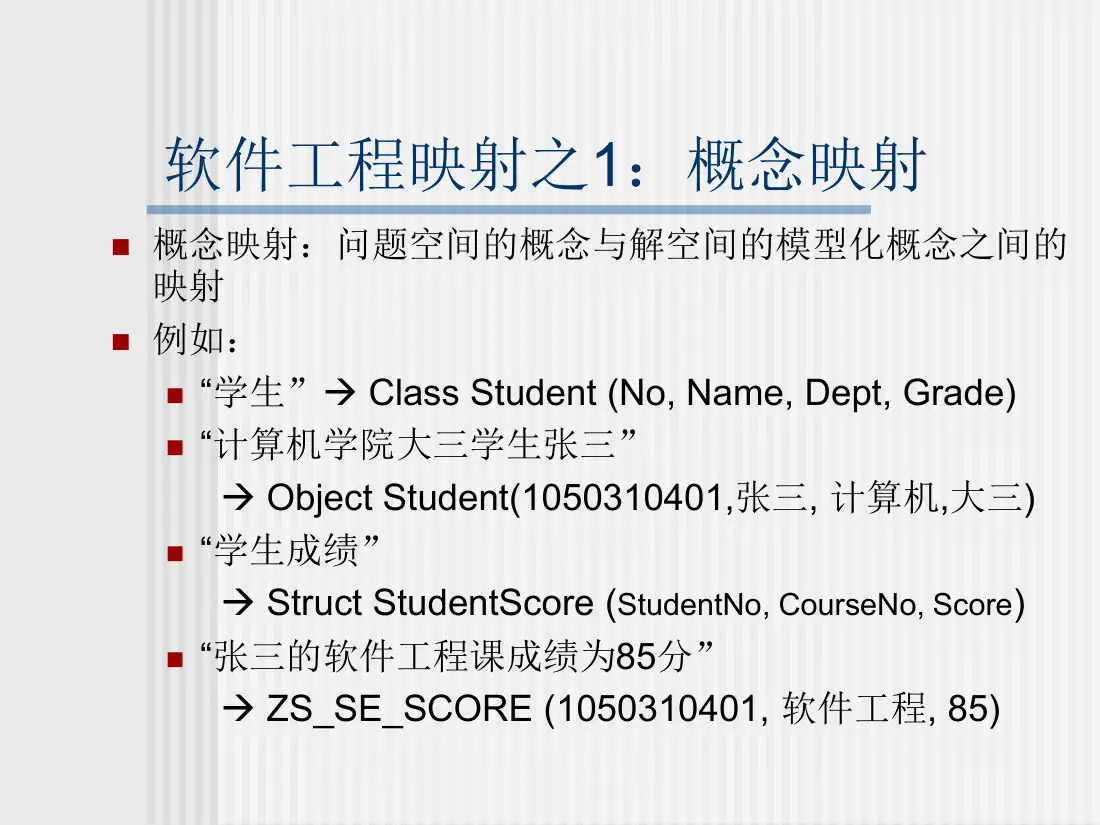 软件工程映射之1：概念映射
概念映射：问题空间的概念与解空间的模型化概念之间的
映射
例如：
“学生”→ Class Student (No, Name, Dept, Grade)
“计算机学院大三学生张三”
→ Object Student(1050310401,张三, 计算机,大三)
“学生成绩”
→ Struct StudentScore (StudentNo, CourseNo, Score)
“张三的软件工程课成绩为85分”
→ ZS_SE_SCORE (1050310401, 软件工程, 85)